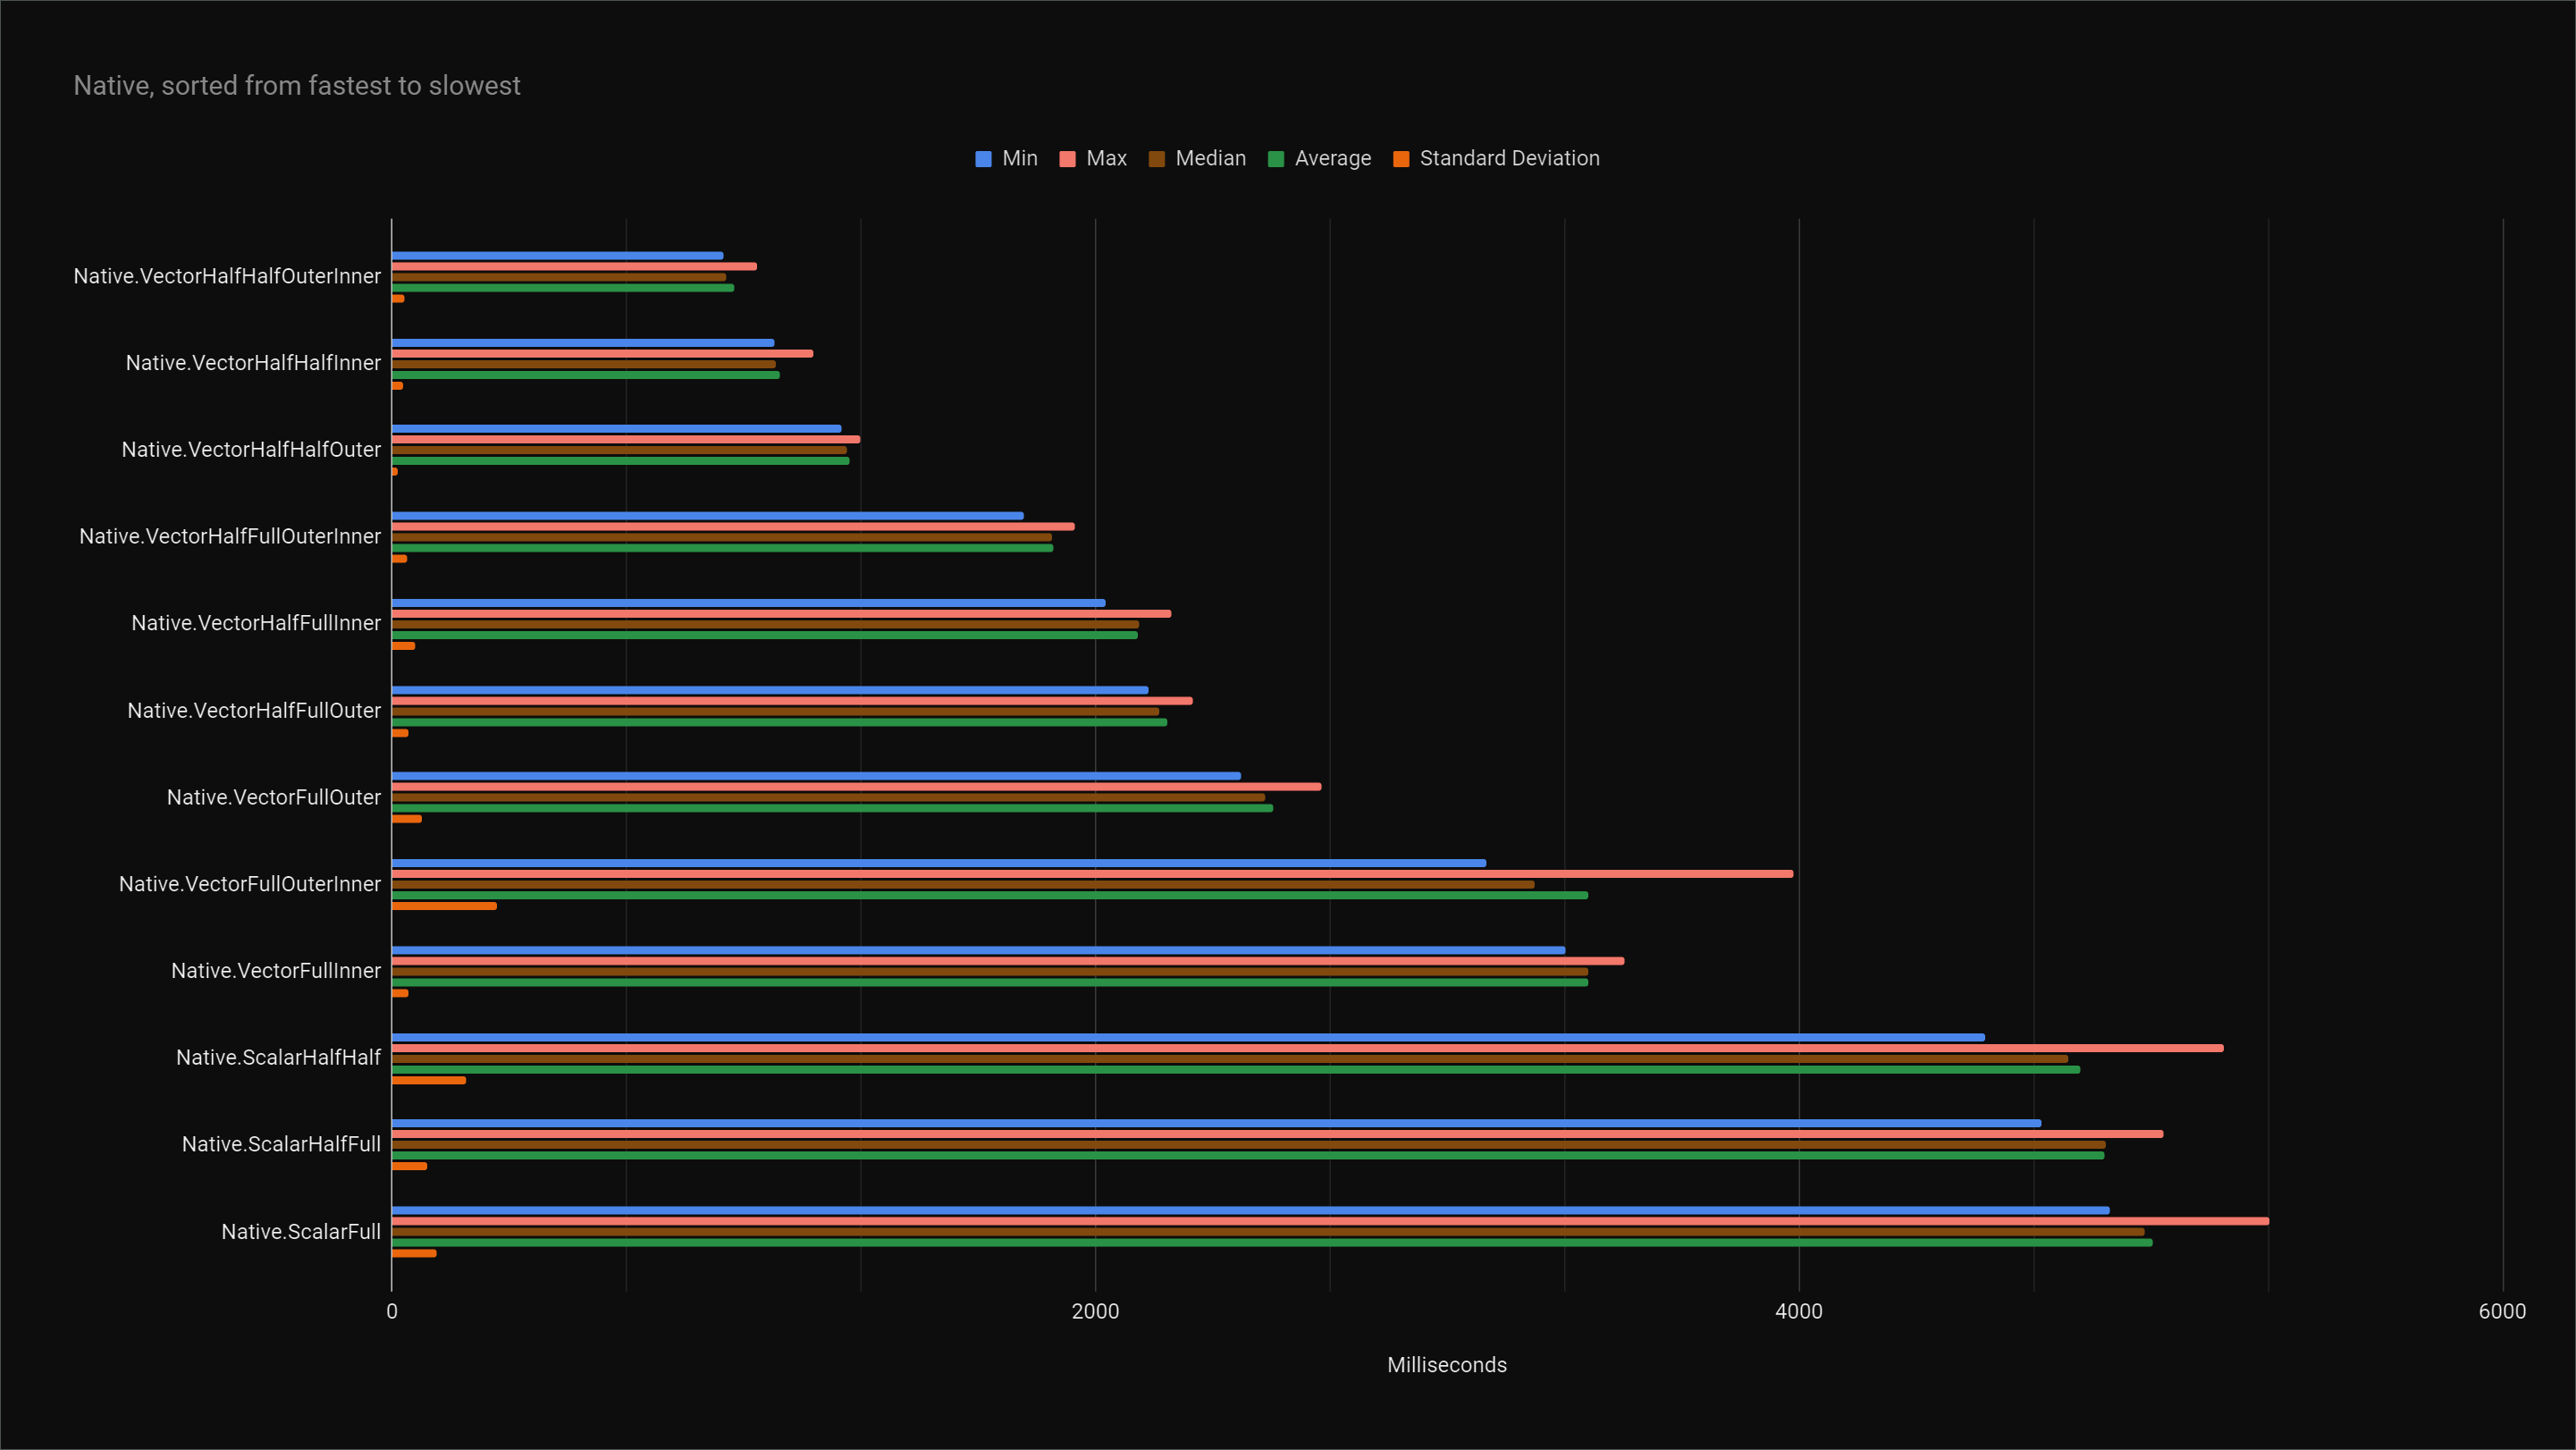 Native, sorted from fastest to slowest
Min Max Median Average Standard Deviation
Native.VectorHalfHalfOuterInner
Native.VectorHalfHalfInner
Native.VectorHalfHalfOuter
Native.VectorHalfFullOuterInner
Native.VectorHalfFullInner
Native.VectorHalfFullOuter
Native.VectorFullOuter
Native.VectorFullOuterInner
Native.VectorFullInner
Native.ScalarHalfHalf
Native.ScalarHalfFull
Native.ScalarFull
0 2000 4000 6000
Milliseconds